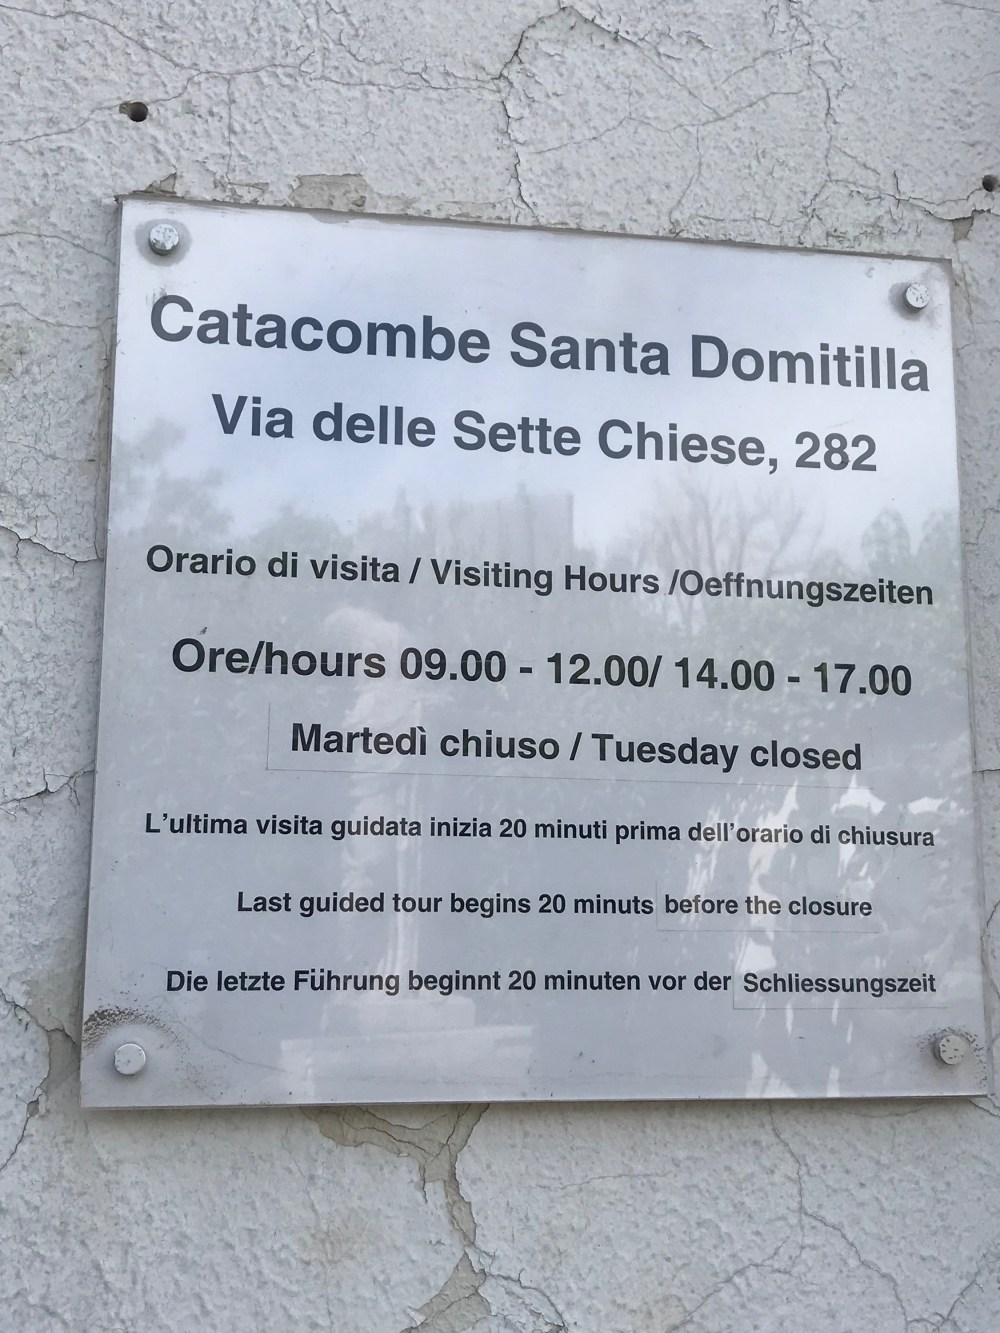 Catacombe Santa Domitilla
Via delle Sette Chiese, 282
Orario di visita / Visiting Hours /Oeffnungszeiten
Ore/hours 09.00 - 12.00/ 14.00 - 17.00
Martedì chiuso / Tuesday closed
L'ultima visita guidata inizia 20 minuti prima dell'orario di chiusura
Last guided tour begins 20 minuts before the closure
Die letzte Führung beginnt 20 minuten vor der Schliessungszeit